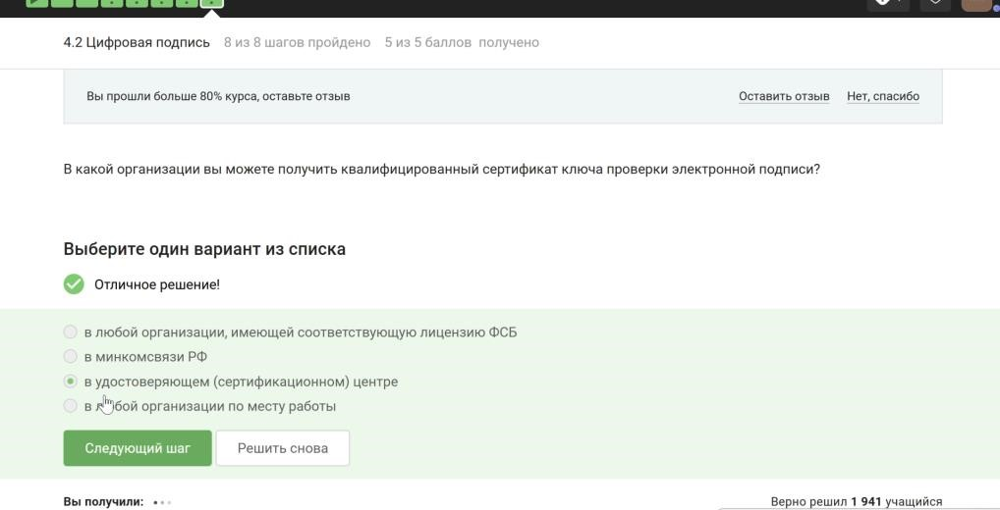 4.2 Цифровая подпись 8 из 8 шагов пройдено 5 из 5 баллов получено
Вы прошли больше 80% курса, оставьте отзыв Оставить отзыв Нет, спасибо
В какой организации вы можете получить квалифицированный сертификат ключа проверки электронной подписи?
Выберите один вариант из списка
Отличное решение!
в любой организации, имеющей соответствующую лицензию ФСБ
в минкомсвязи РФ
в удостоверяющем (сертификационном) центре
в любой организации по месту работы
Следующий шаг Решить снова
Вы получили: Верно решил 1 941 учащийся